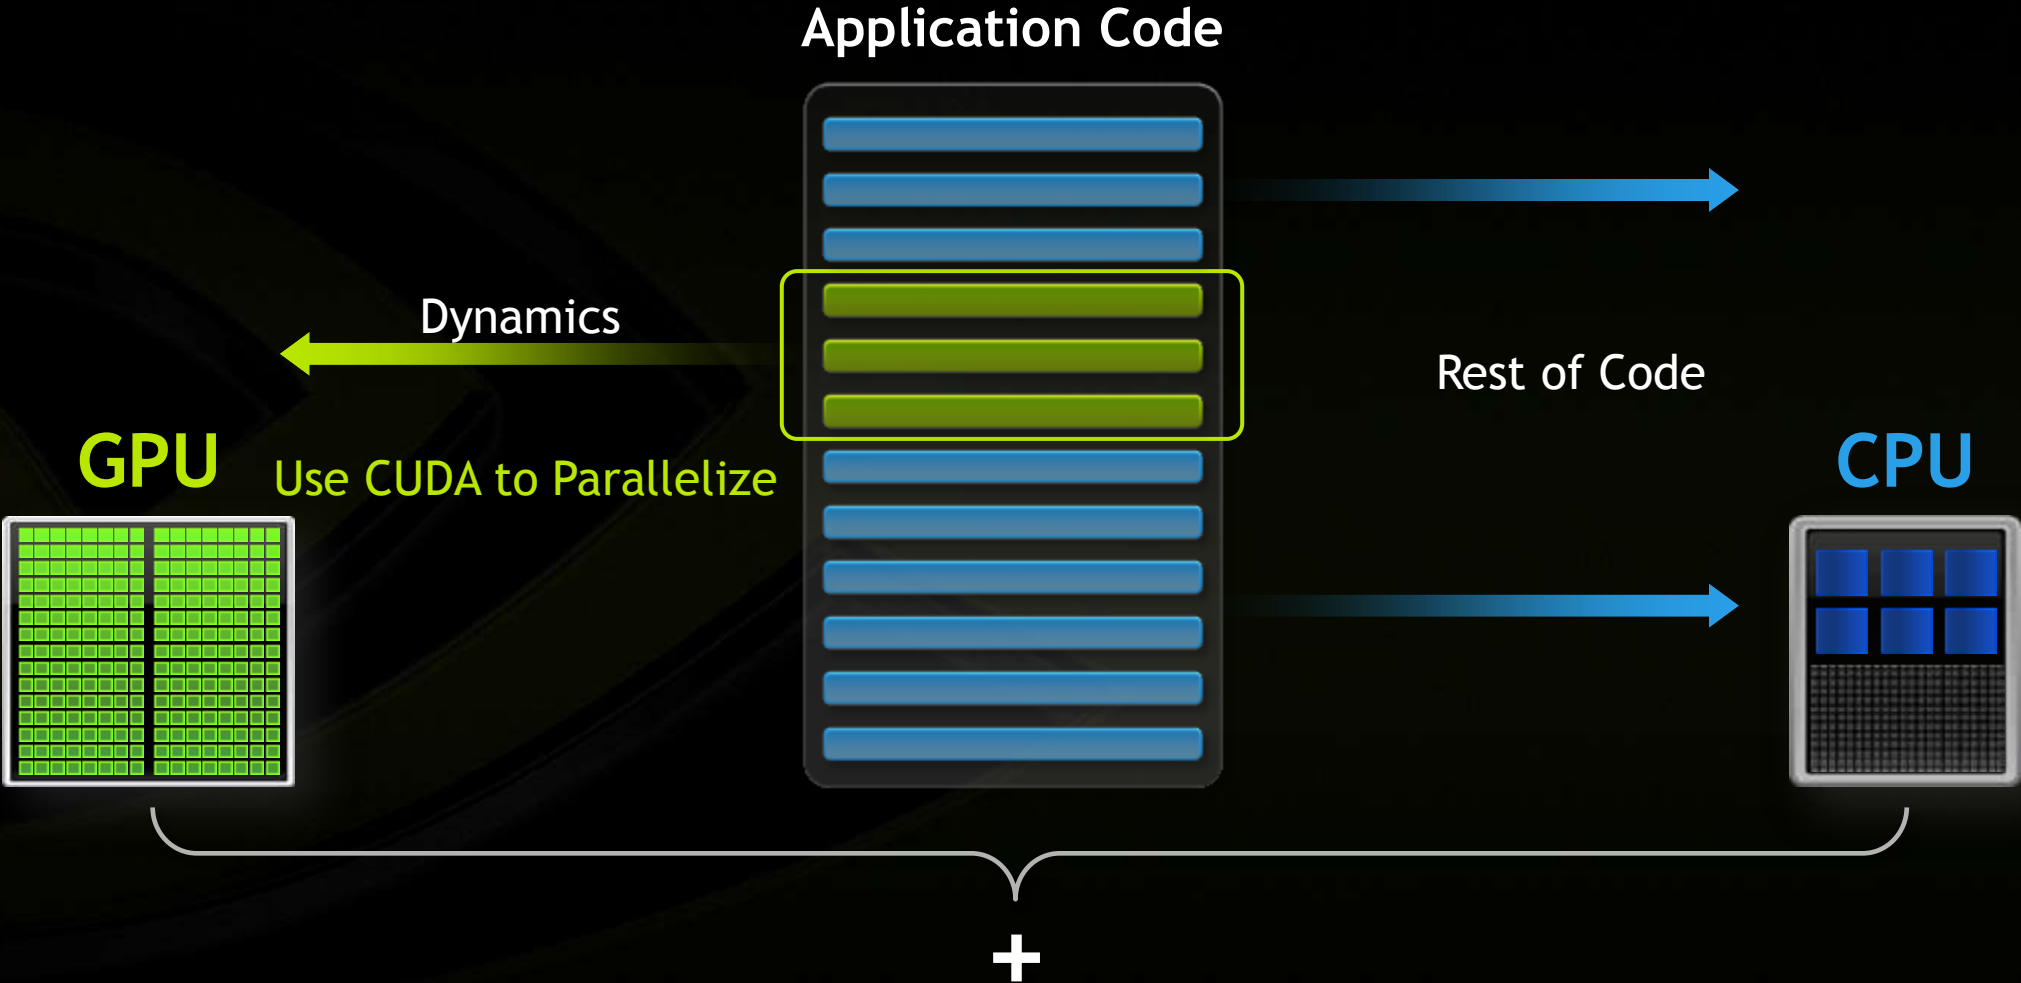 Application Code
Dynamics
Rest of Code
GPU
Use CUDA to Parallelize
CPU
+